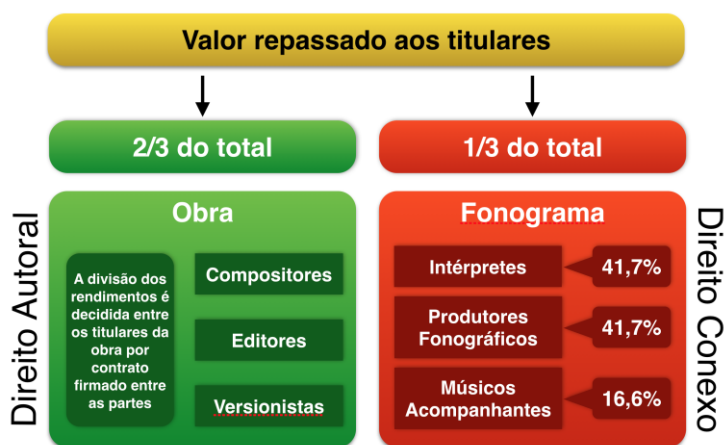 Valor repassado aos titulares
2/3 do total
1/3 do total
Direito Autoral
Obra
A divisão dos
rendimentos é
decidida entre
os titulares da
obra por
contrato
firmado entre
as partes
Compositores
Editores
Versionistas
Fonograma
Intérpretes
41,7%
Produtores
Fonográficos
41,7%
Músicos
Acompanhantes
16,6%
Direito Conexo